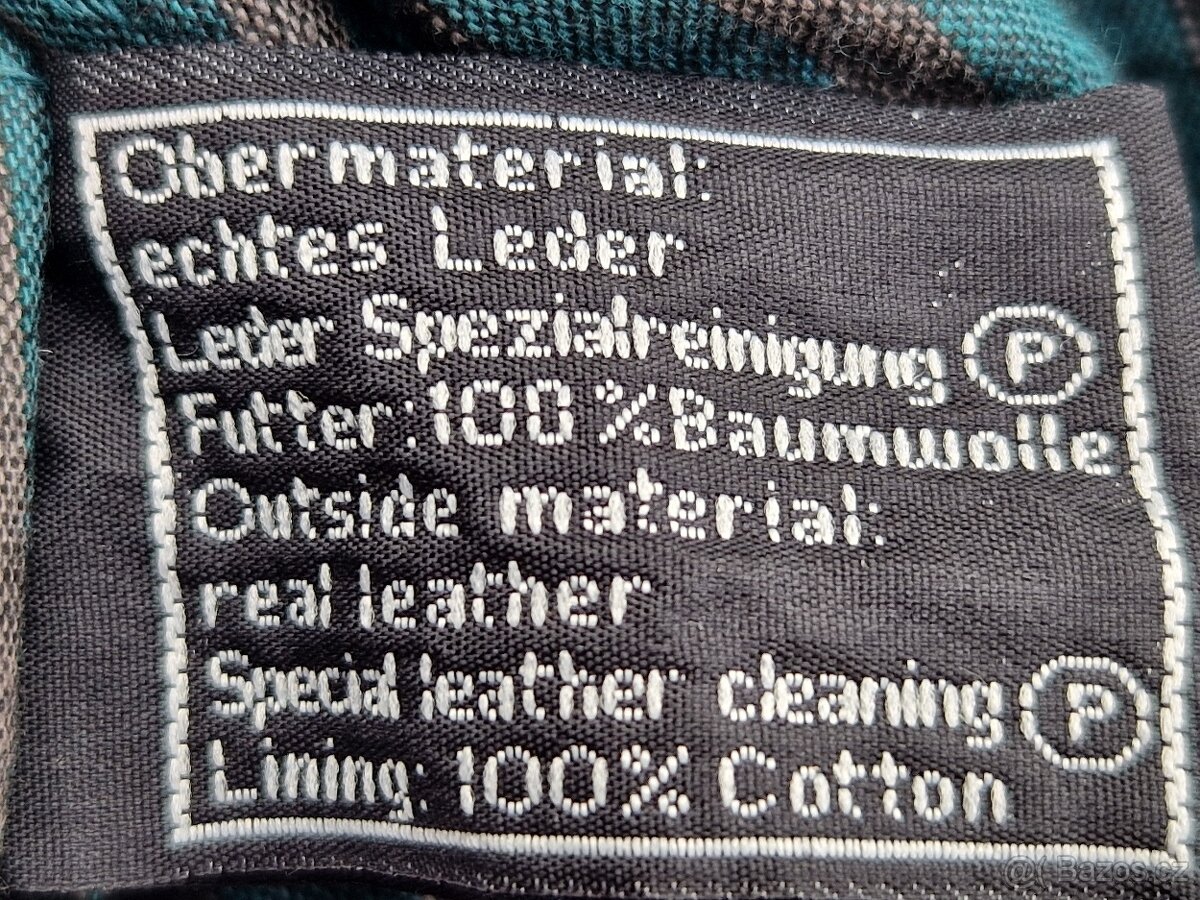 Obermaterial:
echtes Leder
Leder Spezialreinigung P
Futter: 100% Baumwolle
Outside material:
real leather
Special leather cleaning P
Lining: 100% Cotton
@( Bazos.cz